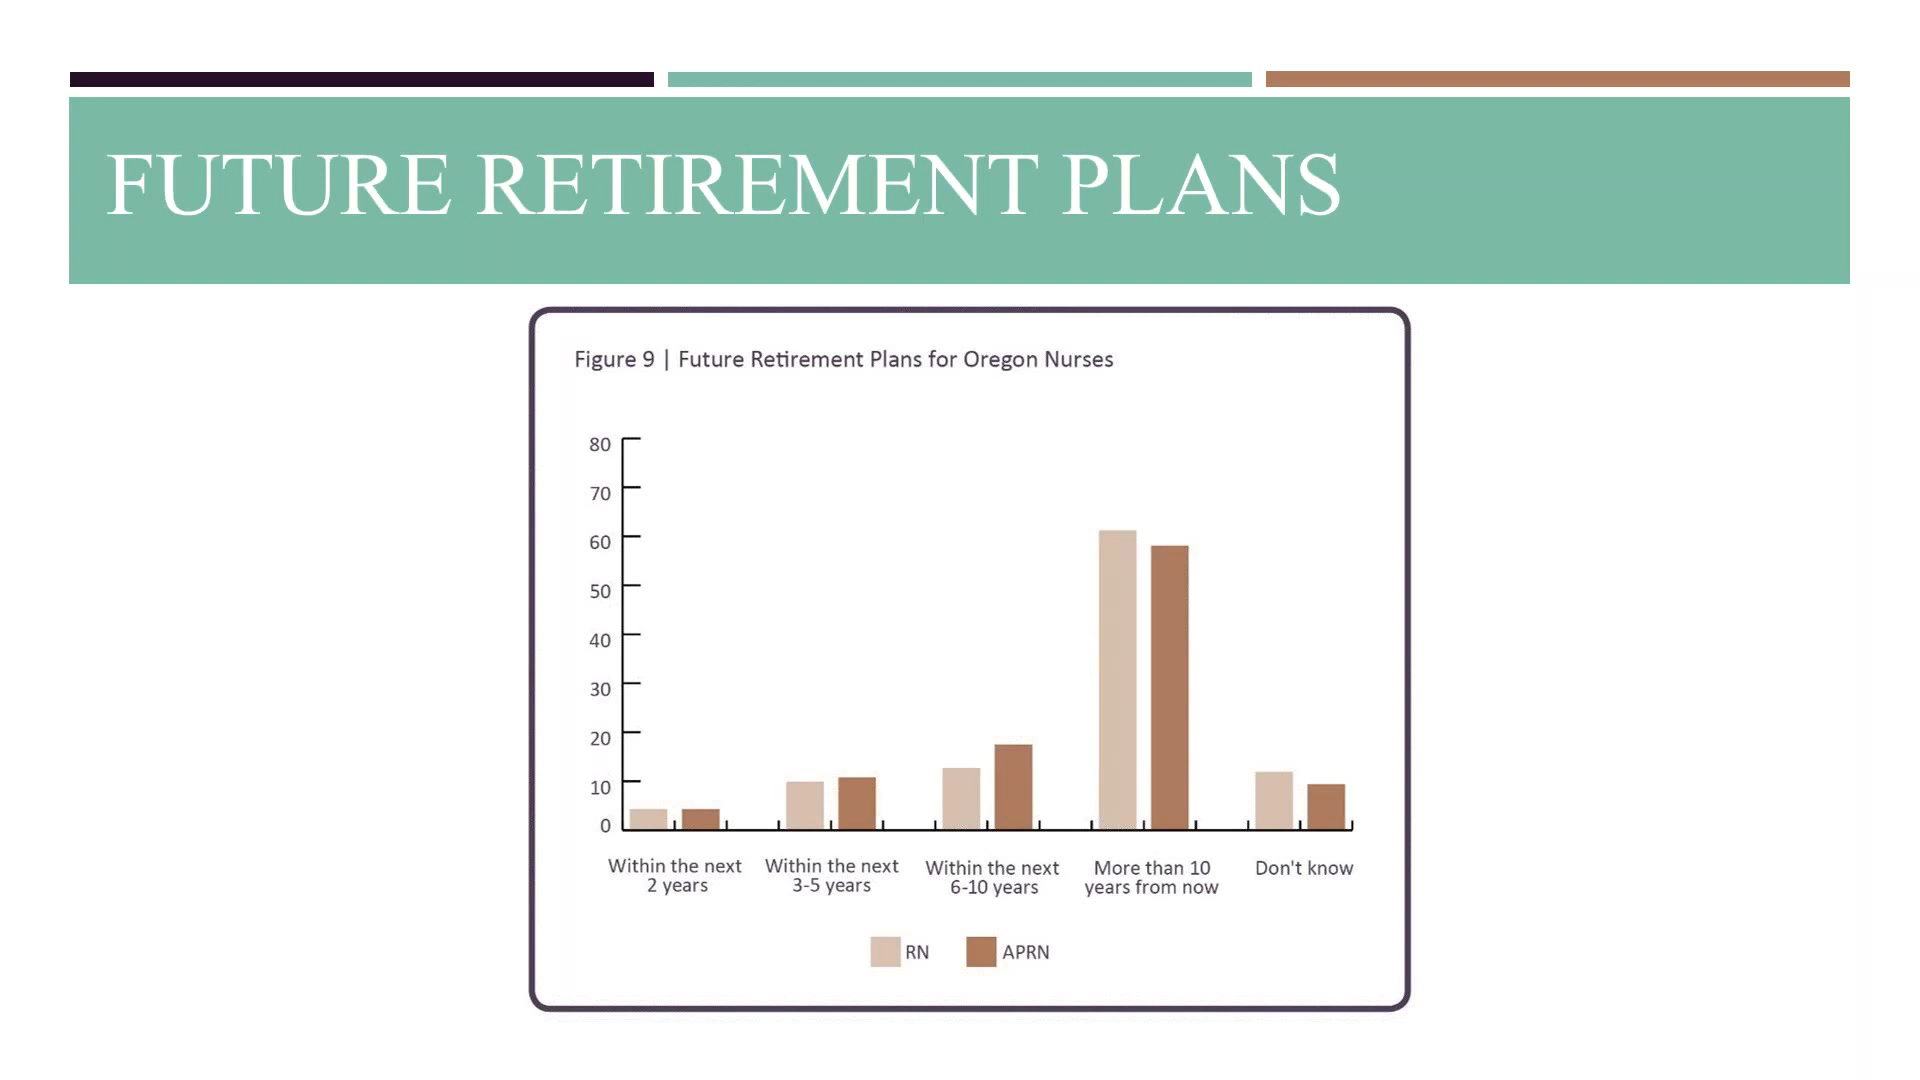 FUTURE RETIREMENT PLANS
Figure 9 | Future Retirement Plans for Oregon Nurses
80
70
60
50
40
30
20
10
0
Within the next
2 years
Within the next
3-5 years
Within the next
6-10 years
More than 10
years from now
Don't know
RN
APRN